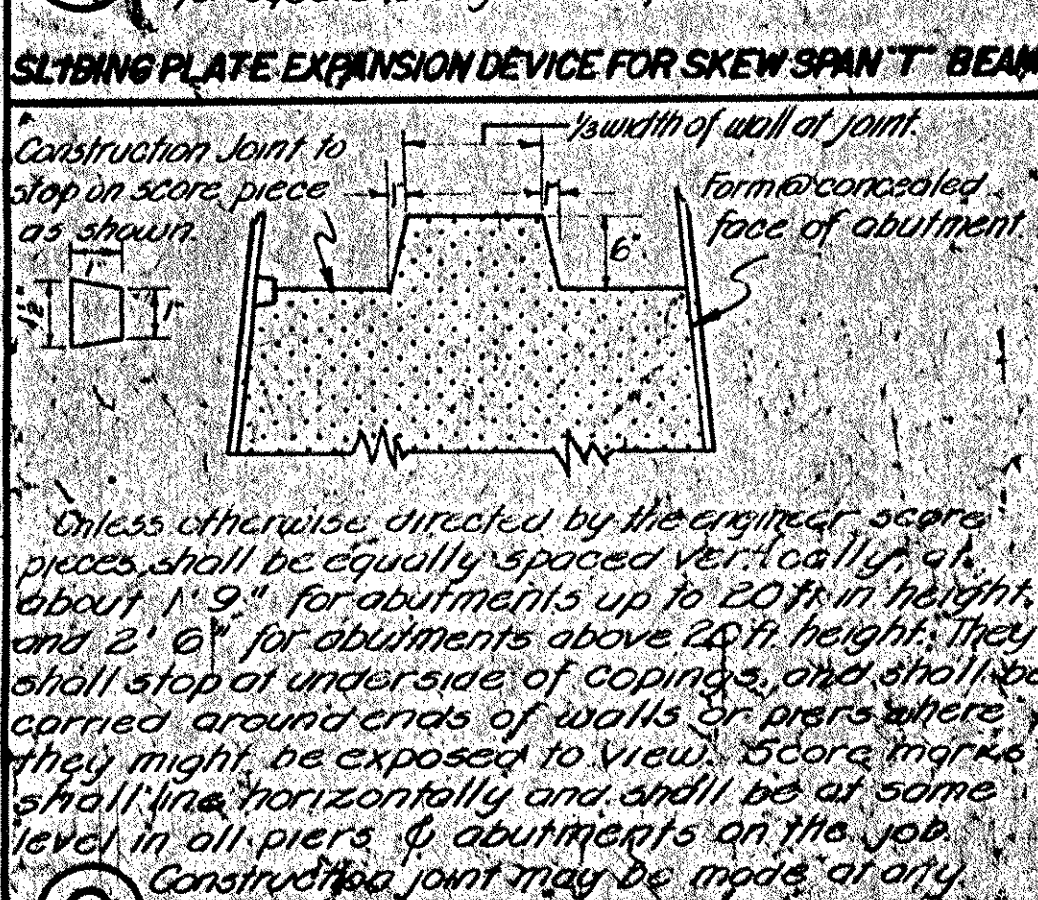 SLIDING PLATE EXPANSION DEVICE FOR SKEW SPAN "T" BEAM
1/3 width of wall at joint.
Construction Joint to
stop on score piece
as shown.
Form @ concealed
face of abutment.
1"
1"
6"
1"
1½"
1"
Unless otherwise directed by the engineer score
pieces shall be equally spaced vertically, at
about 1' 9" for abutments up to 20 ft in height.
and 2' 6" for abutments above 20 ft. height. They
shall stop at underside of copings, and shall be
carried around ends of walls or piers where
they might be exposed to view. Score marks
shall line horizontally and shall be at same
level in all piers & abutments on the job.
Construction joint may be made at any